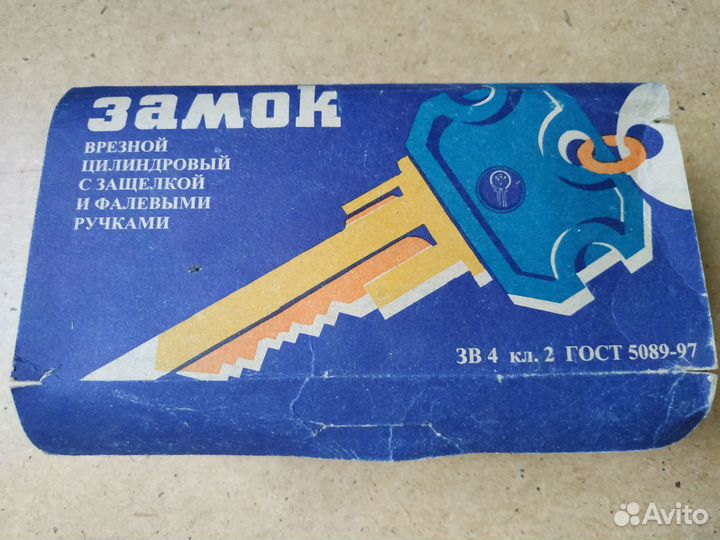 замок
ВРЕЗНОЙ
ЦИЛИНДРОВЫЙ
С ЗАЩЕЛКОЙ
И ФАЛЕВЫМИ
РУЧКАМИ
ЗВ 4 кл. 2 ГОСТ 5089-97
Avito